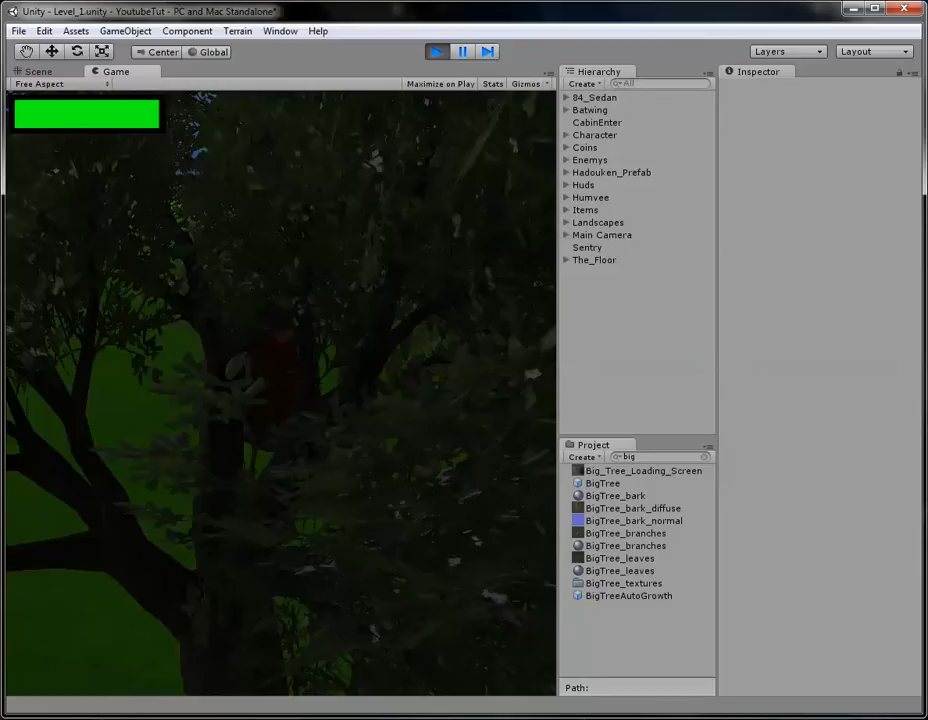 Unity - Level_1.unity - YoutubeTut - PC and Mac Standalone*
File Edit Assets GameObject Component Terrain Window Help
Center Global Layers Layout
Scene Game Hierarchy Inspector
Free Aspect Maximize on Play Stats Gizmos Create All
84_Sedan
Batwing
CabinEnter
Character
Coins
Enemys
Hadouken_Prefab
Huds
Humvee
Items
Landscapes
Main Camera
Sentry
The_Floor
Project
Create big
Big_Tree_Loading_Screen
BigTree
BigTree_bark
BigTree_bark_diffuse
BigTree_bark_normal
BigTree_branches
BigTree_branches
BigTree_leaves
BigTree_leaves
BigTree_textures
BigTreeAutoGrowth
Path: